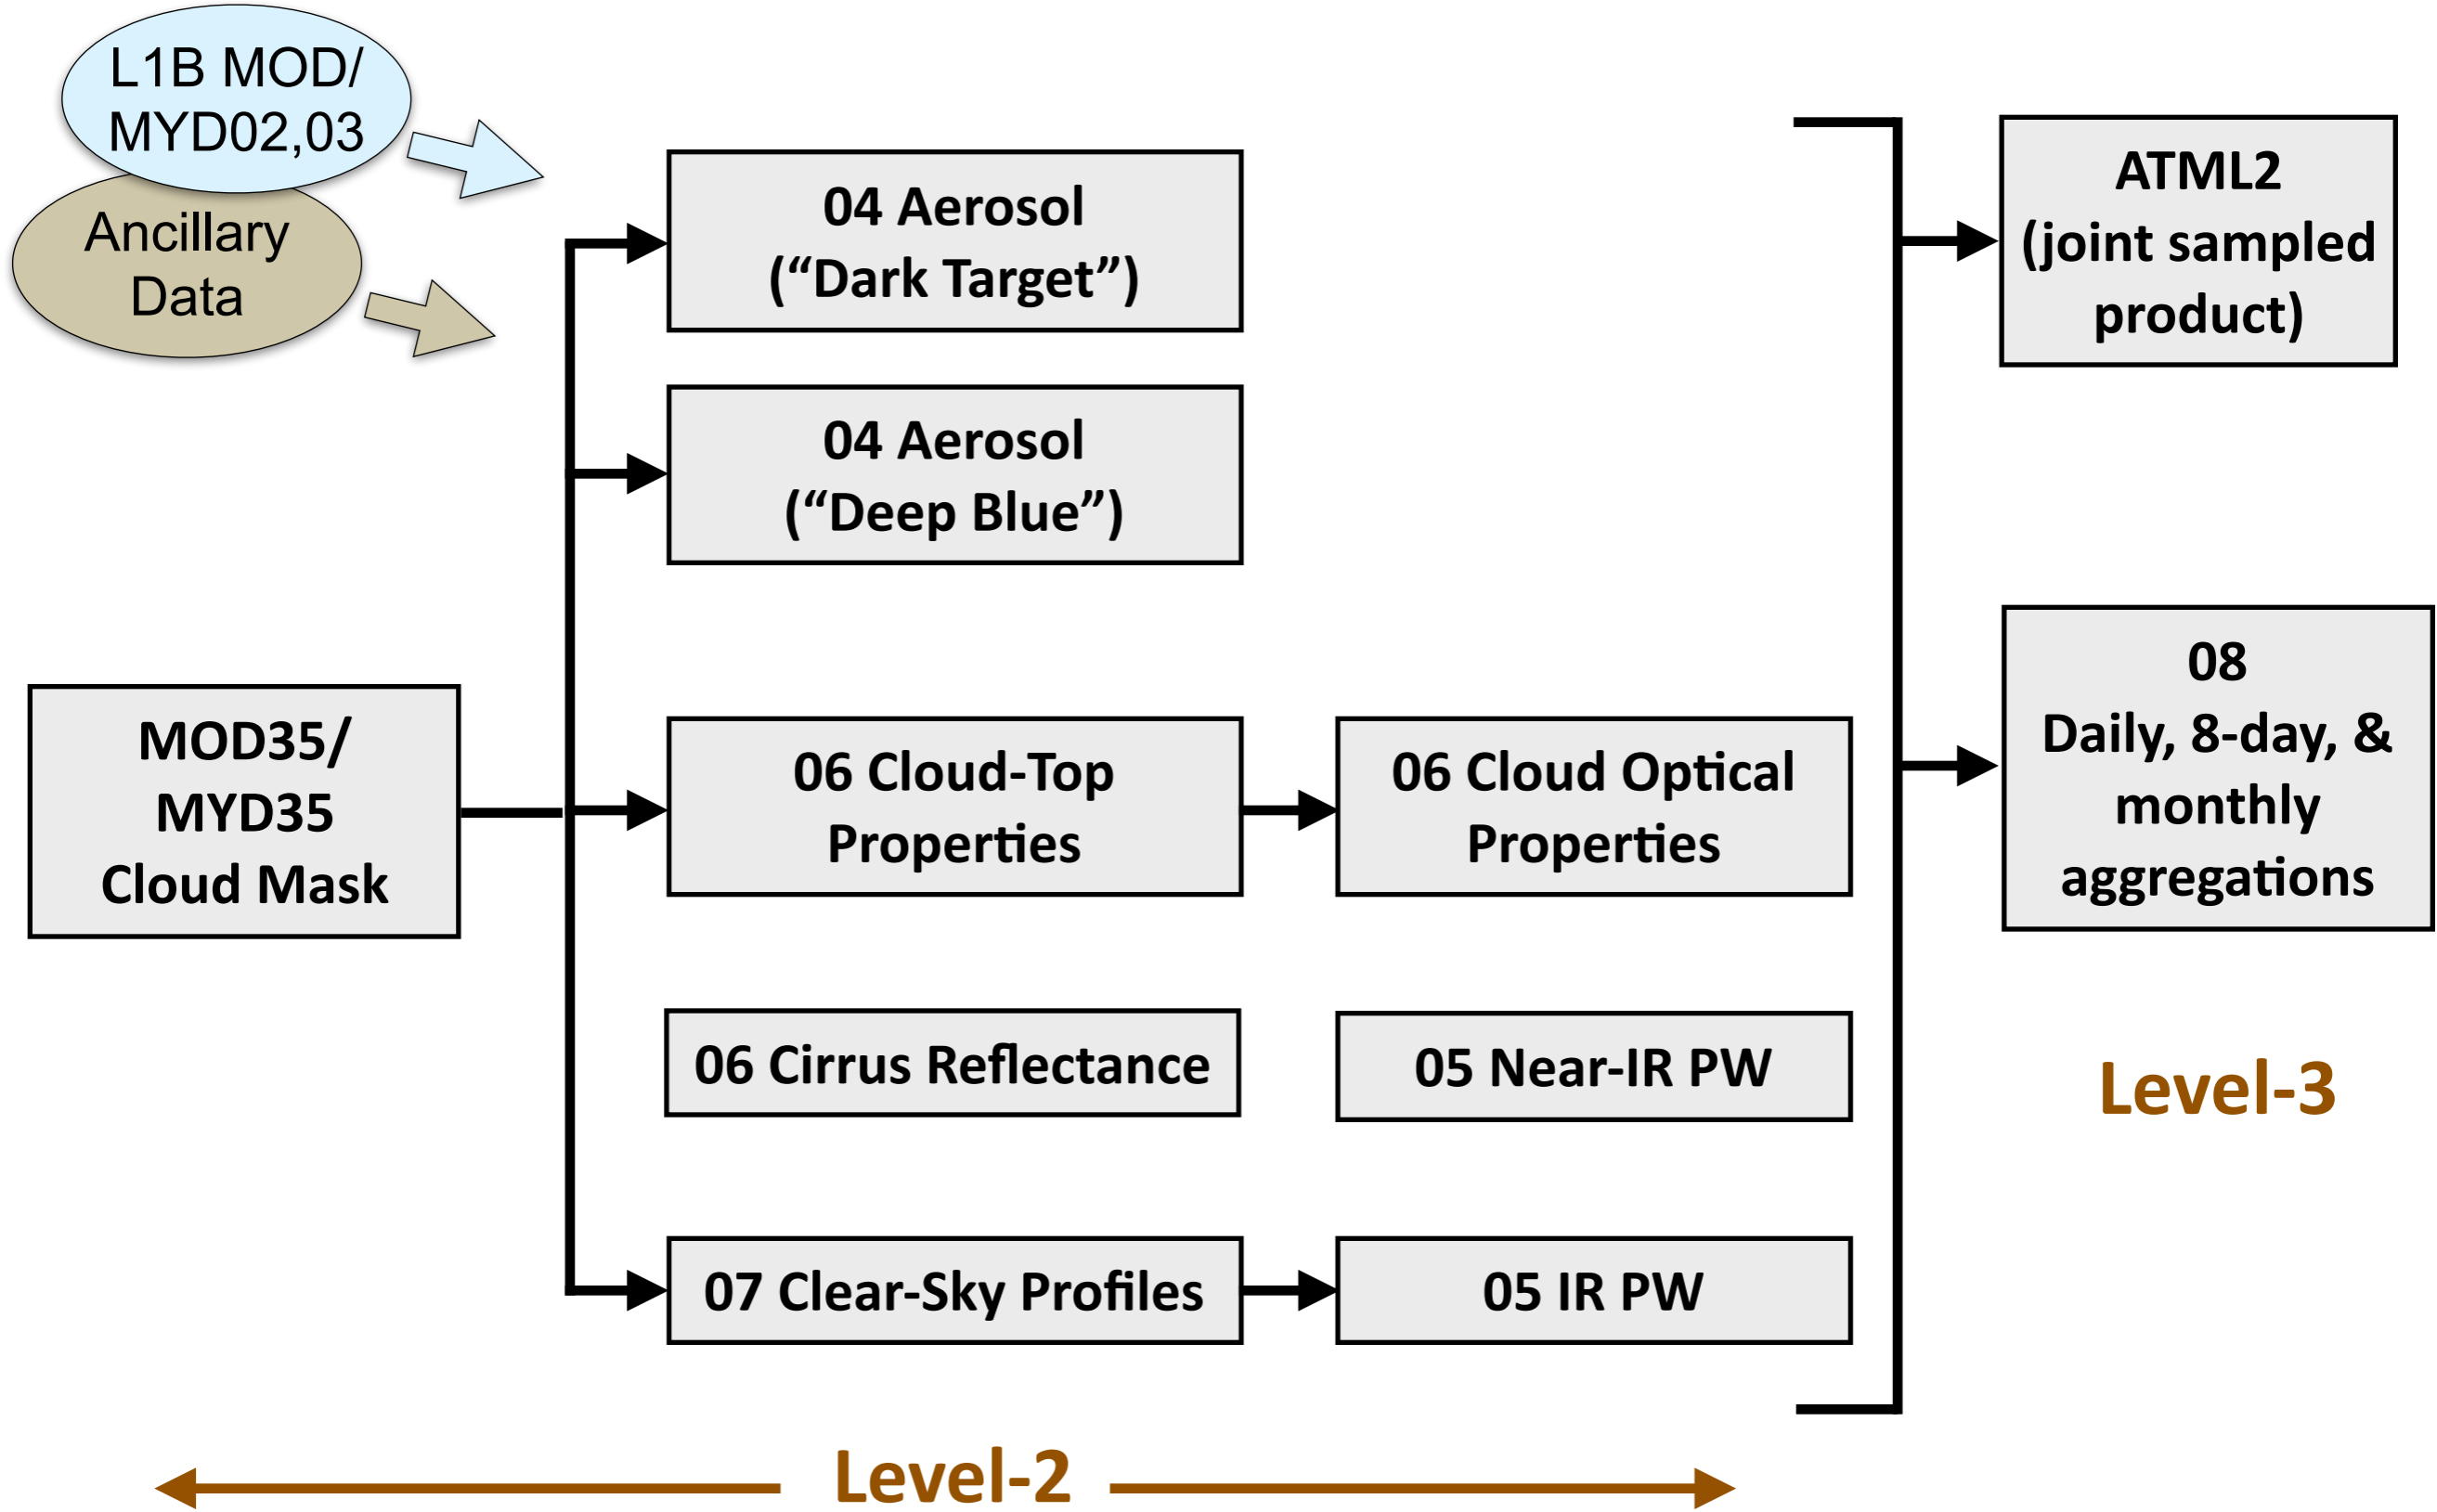 L1B MOD/
MYD02,03
Ancillary
Data
MOD35/
MYD35
Cloud Mask
04 Aerosol
(“Dark Target”)
04 Aerosol
(“Deep Blue”)
06 Cloud-Top
Properties
06 Cloud Optical
Properties
06 Cirrus Reflectance
05 Near-IR PW
07 Clear-Sky Profiles
05 IR PW
ATML2
(joint sampled
product)
08
Daily, 8-day, &
monthly
aggregations
Level-3
Level-2